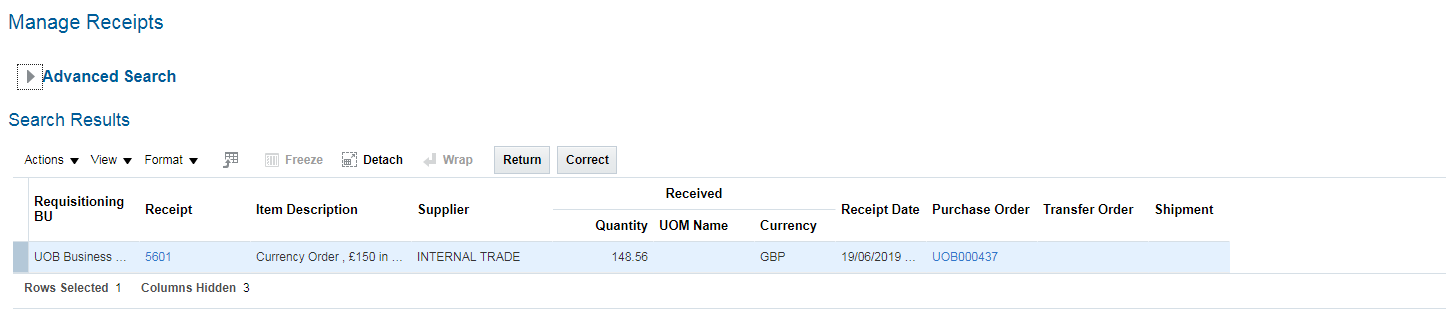 Manage Receipts
Advanced Search
Search Results
Actions View Format Freeze Detach Wrap Return Correct
Requisitioning BU Receipt Item Description Supplier Received Quantity UOM Name Currency Receipt Date Purchase Order Transfer Order Shipment
UOB Business ... 5601 Currency Order , £150 in ... INTERNAL TRADE 148.56 GBP 19/06/2019 ... UOB000437
Rows Selected 1 Columns Hidden 3